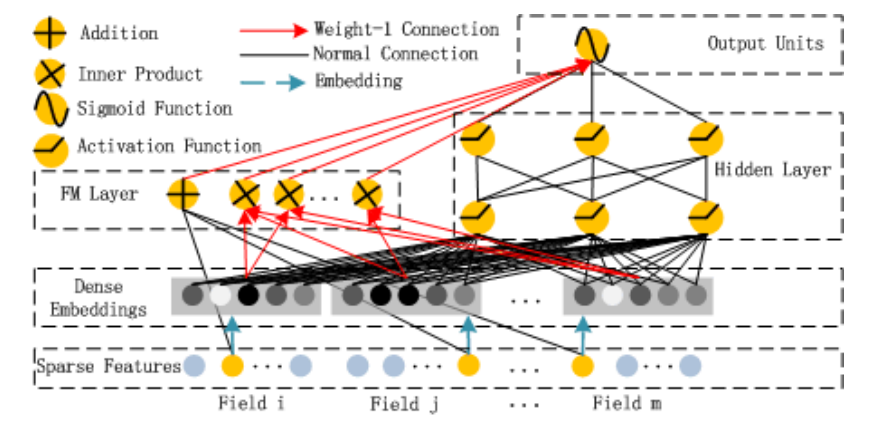 Addition
Weight-1 Connection
Normal Connection
Output Units
Inner Product
Embedding
Sigmoid Function
Activation Function
Hidden Layer
FM Layer
...
Dense
Embeddings
...
Sparse Features
... ... ... ...
Field i
Field j
...
Field m